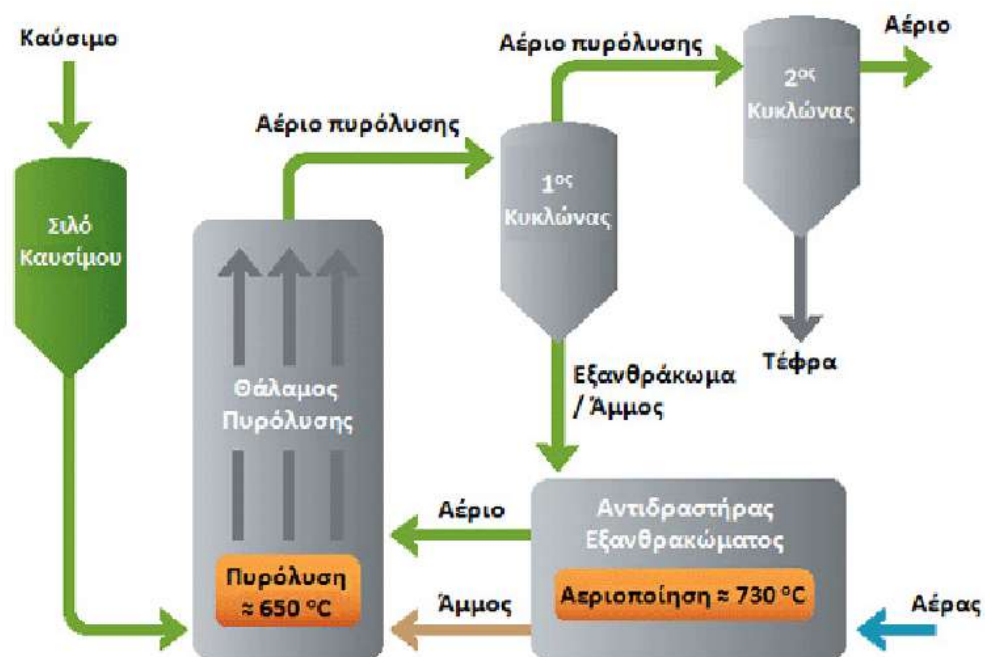 Καύσιμο
Σιλό
Καυσίμου
Αέριο πυρόλυσης
Θάλαμος
Πυρόλυσης
Πυρόλυση
≈ 650 °C
1ος
Κυκλώνας
Αέριο πυρόλυσης
2ος
Κυκλώνας
Αέριο
Τέφρα
Εξανθράκωμα
/ Άμμος
Αέριο
Άμμος
Αντιδραστήρας
Εξανθρακώματος
Αεριοποίηση ≈ 730 °C
Αέρας